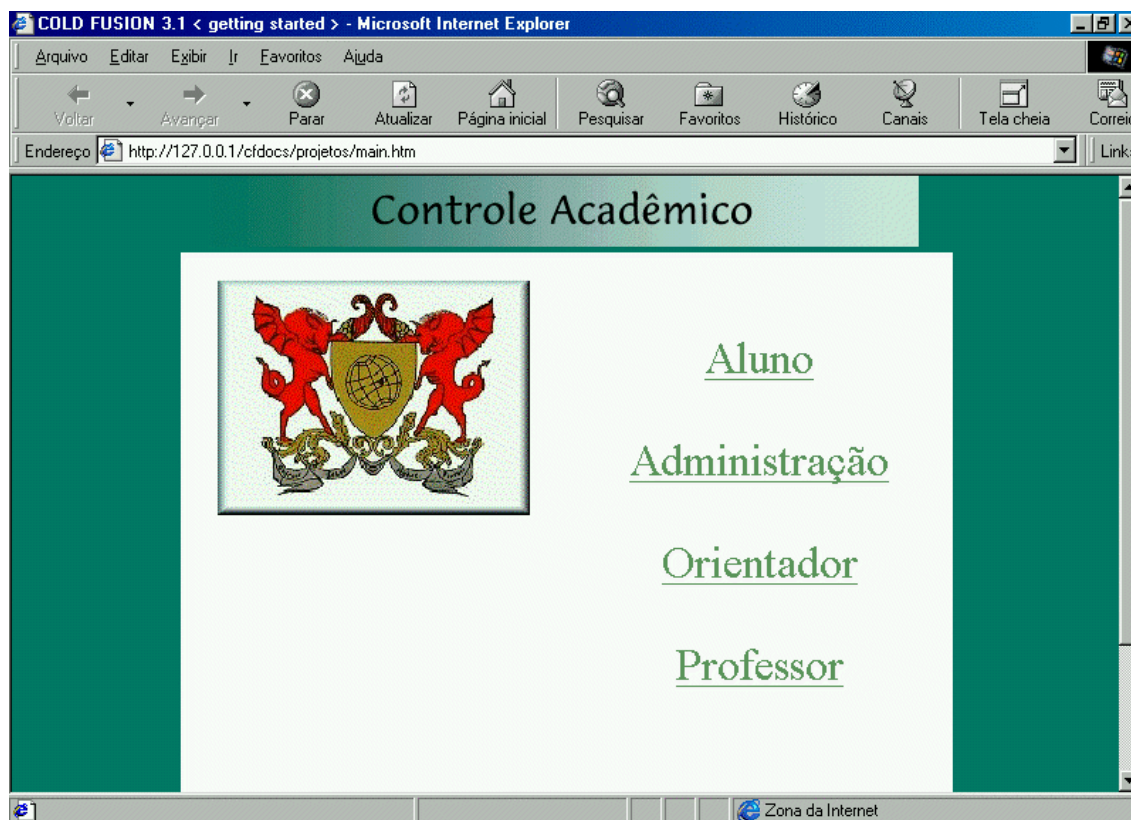 COLD FUSION 3.1 < getting started > - Microsoft Internet Explorer
Arquivo Editar Exibir Ir Favoritos Ajuda
Voltar Avançar Parar Atualizar Página inicial Pesquisar Favoritos Histórico Canais Tela cheia Correio
Endereço http://127.0.0.1/cfdocs/projetos/main.htm Links
Controle Acadêmico
Aluno
Administração
Orientador
Professor
Zona da Internet